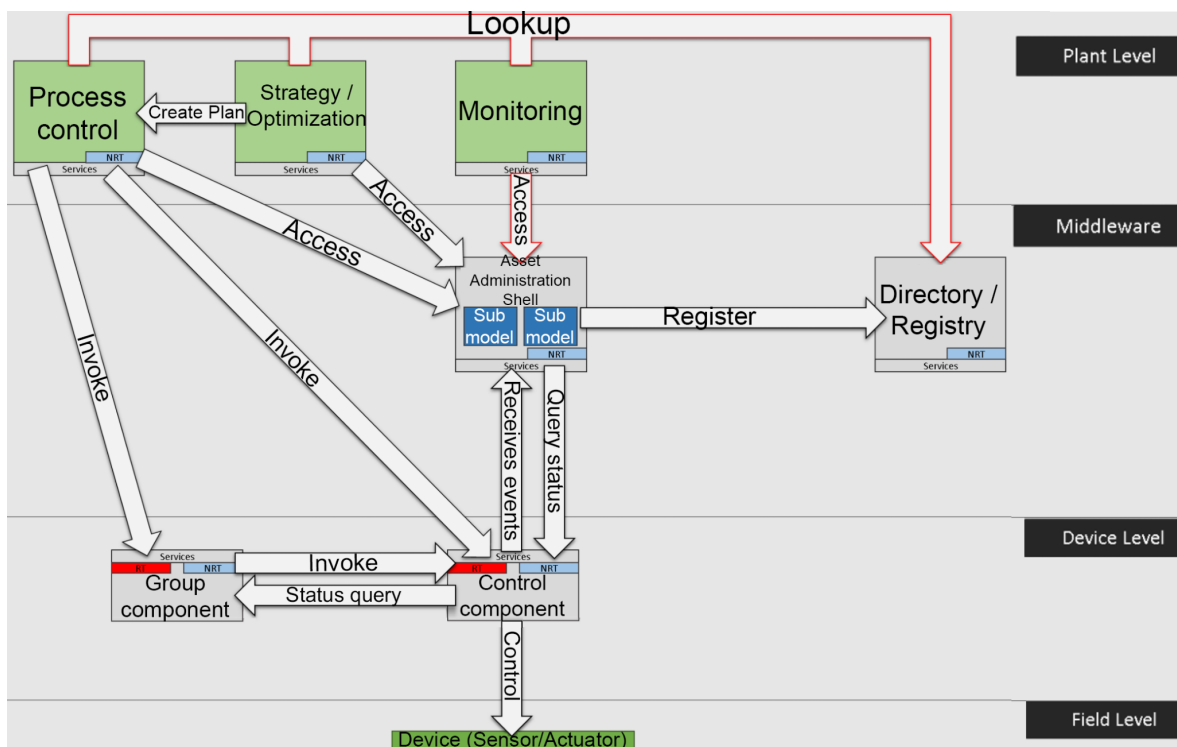 Lookup
Plant Level
Process
control
Create Plan
Strategy /
Optimization
Monitoring
NRT
Services
NRT
Services
NRT
Services
Access
Access
Access
Middleware
Asset
Administration
Shell
Sub
model
Sub
model
NRT
Services
Register
Directory /
Registry
NRT
Services
Invoke
Invoke
Receives events
Query status
Device Level
Services
RT
NRT
Group
component
Invoke
Status query
Services
RT
NRT
Control
component
Control
Field Level
Device (Sensor/Actuator)